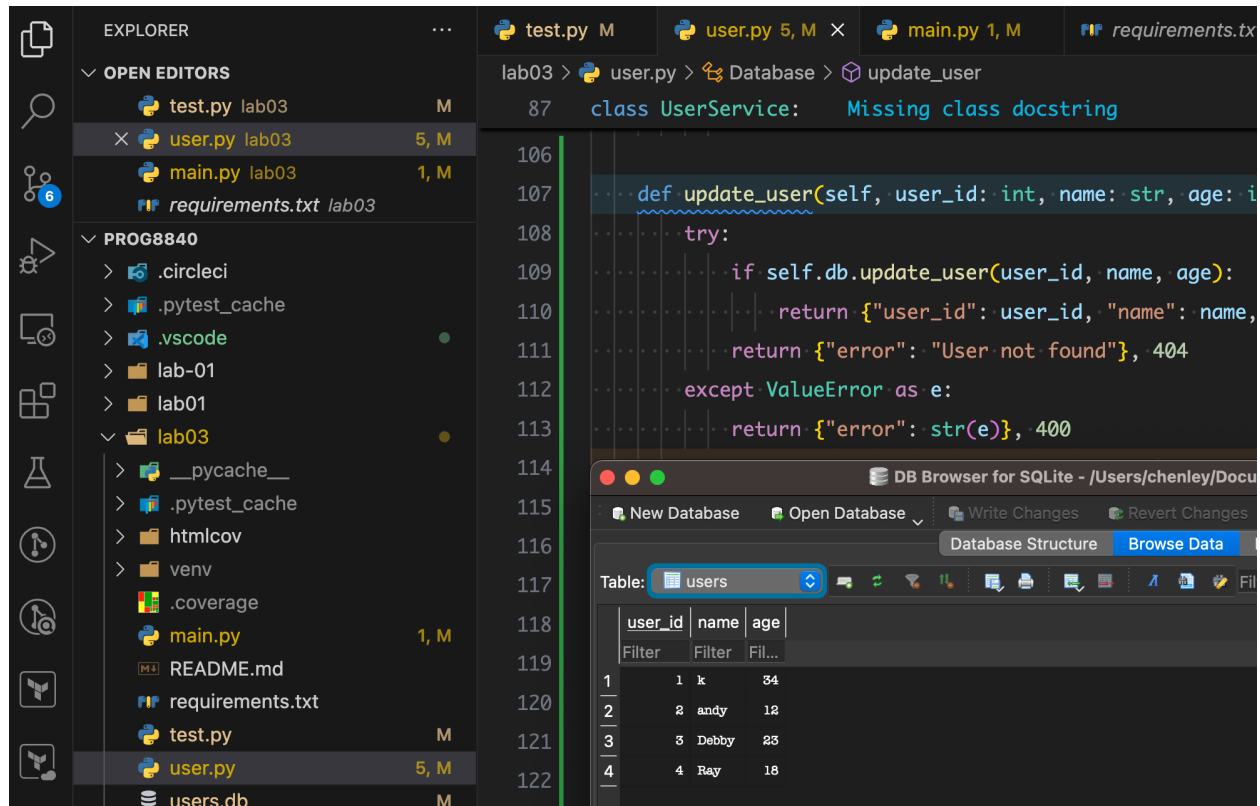 EXPLORER
OPEN EDITORS
test.py lab03 M
user.py lab03 5, M
main.py lab03 1, M
requirements.txt lab03
6
PROG8840
.circleci
.pytest_cache
.vscode
lab-01
lab01
lab03
__pycache__
.pytest_cache
htmlcov
venv
.coverage
main.py 1, M
README.md
requirements.txt
test.py M
user.py 5, M
users.db M
test.py M user.py 5, M main.py 1, M requirements.tx
lab03 > user.py > Database > update_user
87 class UserService: Missing class docstring
106
107 def update_user(self, user_id: int, name: str, age: i
108 try:
109 if self.db.update_user(user_id, name, age):
110 return {"user_id": user_id, "name": name,
111 return {"error": "User not found"}, 404
112 except ValueError as e:
113 return {"error": str(e)}, 400
114
115
116
117
118
119
120
121
122
DB Browser for SQLite - /Users/chenley/Docu
New Database Open Database Write Changes Revert Changes
Database Structure Browse Data
Table: users Fil
user_id name age
Filter Filter Fil...
1 1 k 34
2 2 andy 12
3 3 Debby 23
4 4 Ray 18